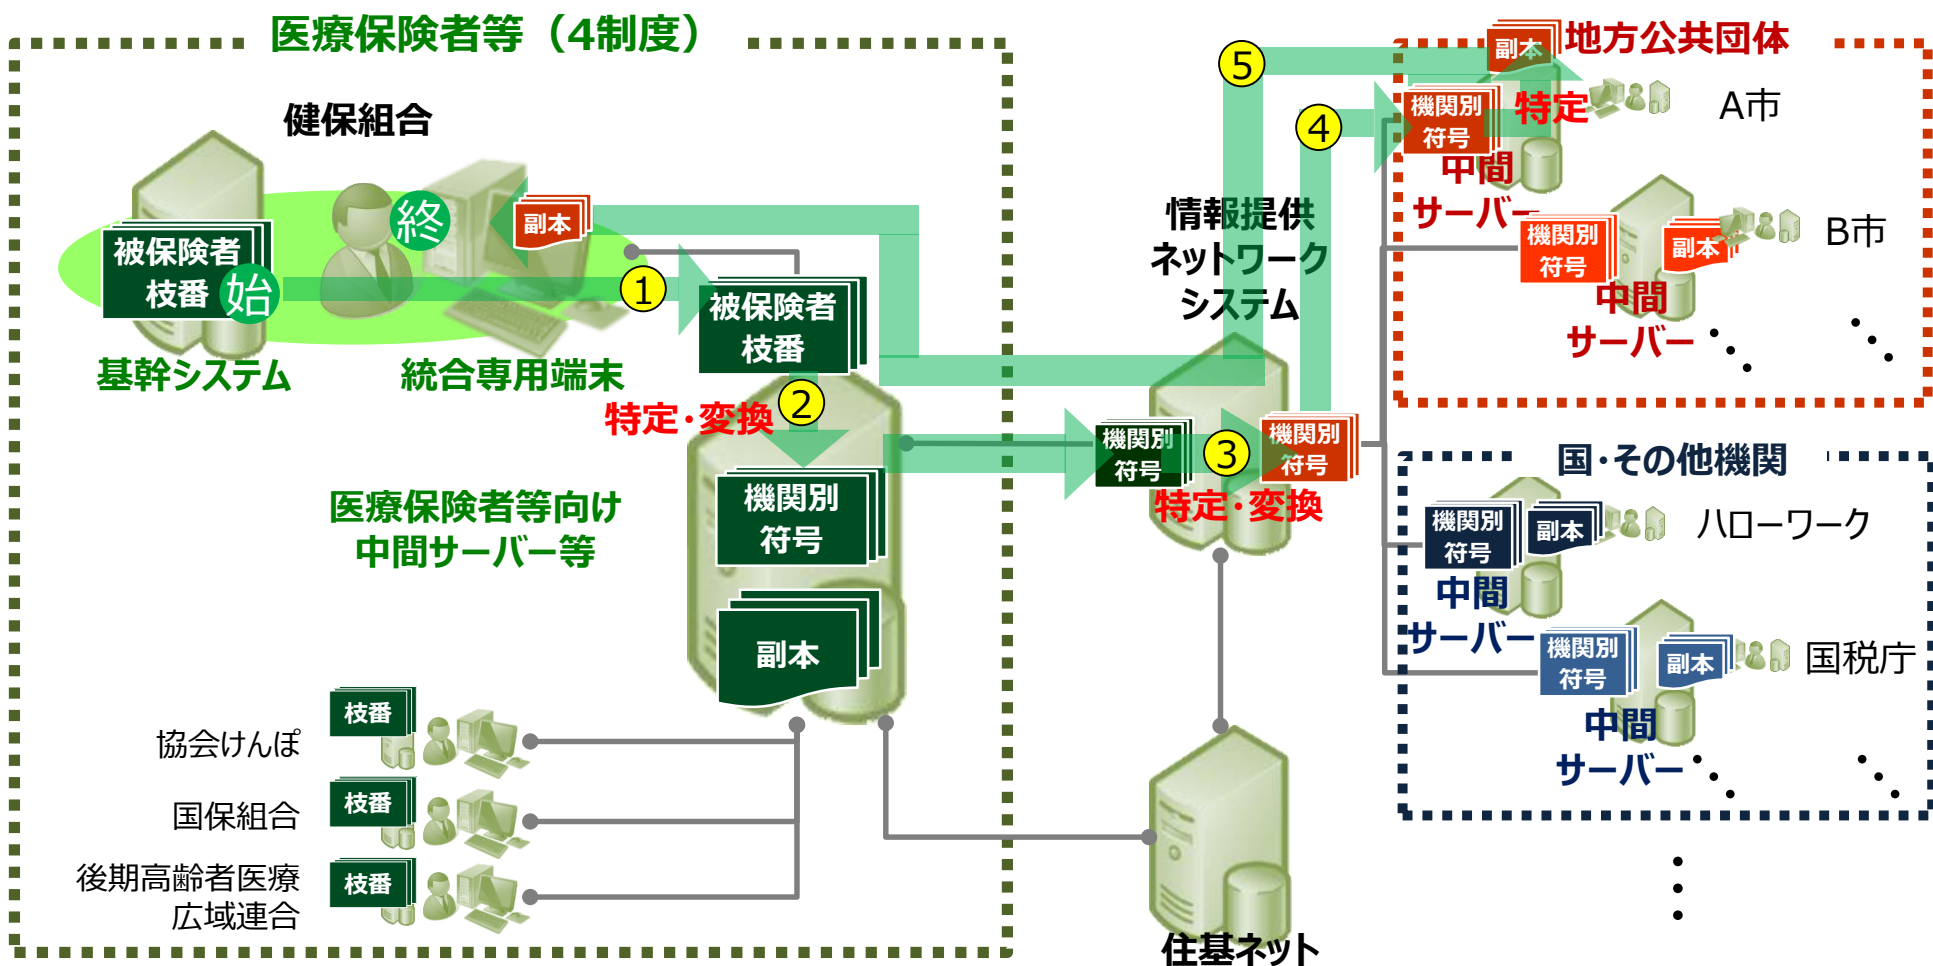 医療保険者等（4制度）
健保組合
被保険者
枝番
始
終
副本
①
基幹システム
統合専用端末
被保険者
枝番
②
特定・変換
医療保険者等向け
中間サーバー等
機関別
符号
副本
協会けんぽ
枝番
国保組合
枝番
後期高齢者医療
広域連合
枝番
情報提供
ネットワーク
システム
機関別
符号
③
機関別
符号
特定・変換
住基ネット
④
⑤
地方公共団体
副本
機関別
符号
特定
A市
中間
サーバー
機関別
符号
副本
B市
中間
サーバー
国・その他機関
機関別
符号
副本
ハローワーク
中間
サーバー
機関別
符号
副本
国税庁
中間
サーバー